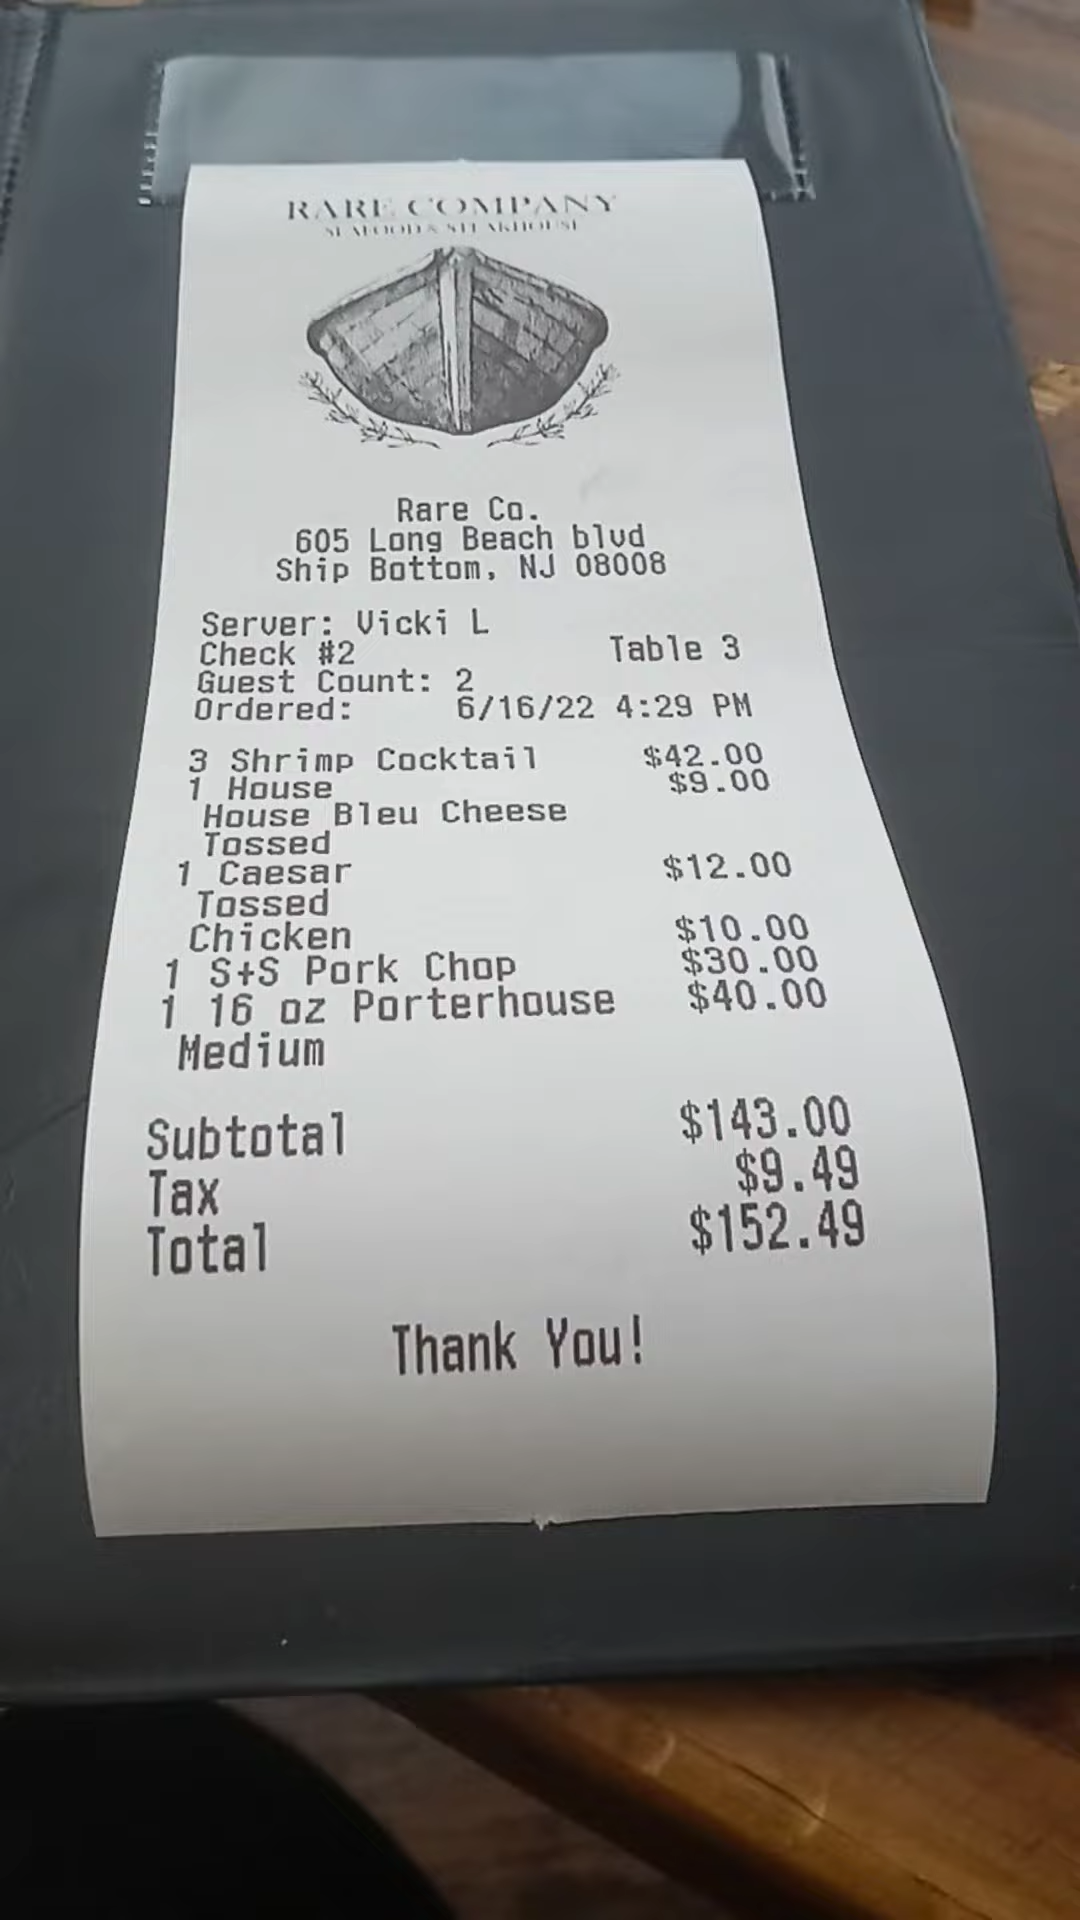 RARE COMPANY
SEAFOOD & STEAKHOUSE
Rare Co.
605 Long Beach blvd
Ship Bottom, NJ 08008
Server: Vicki L
Check #2 Table 3
Guest Count: 2
Ordered: 6/16/22 4:29 PM
3 Shrimp Cocktail $42.00
1 House $9.00
House Bleu Cheese
Tossed
1 Caesar $12.00
Tossed
Chicken $10.00
1 S+S Pork Chop $30.00
1 16 oz Porterhouse $40.00
Medium
Subtotal $143.00
Tax $9.49
Total $152.49
Thank You!